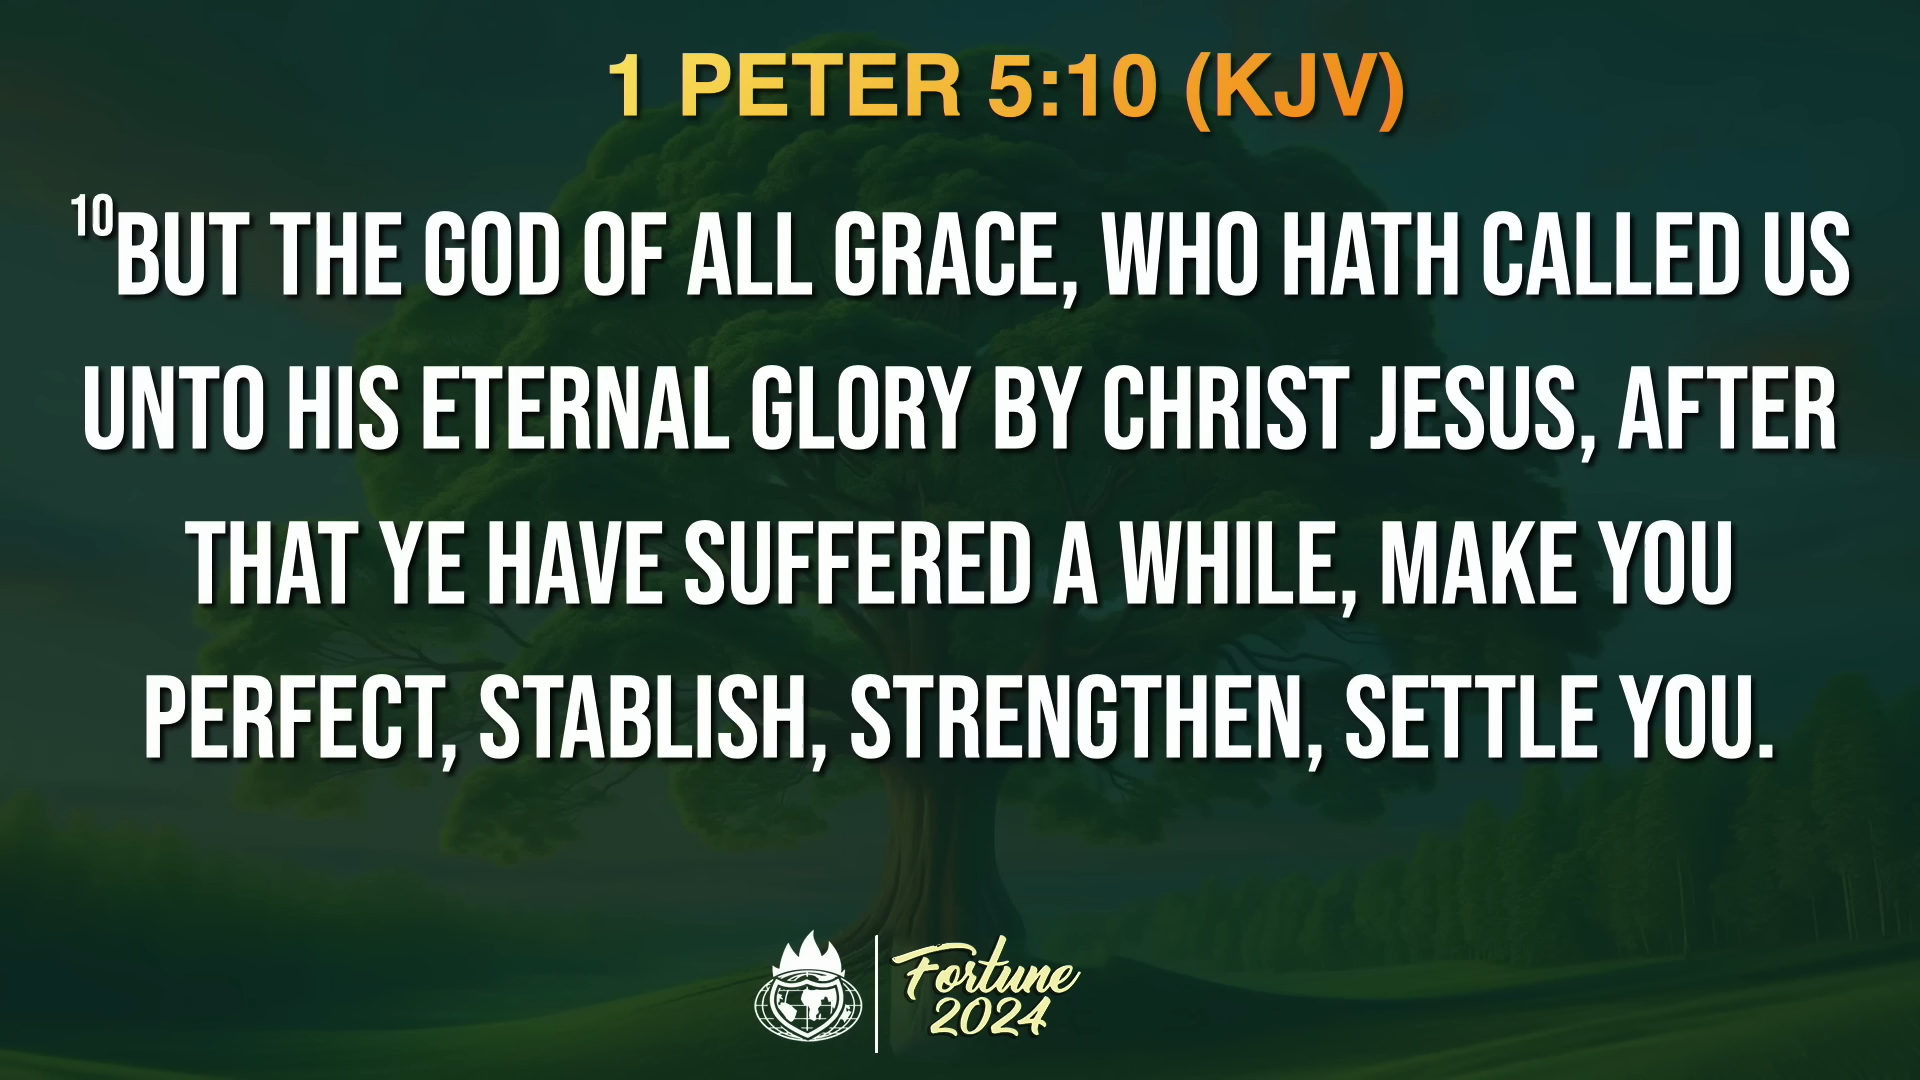 1 PETER 5:10 (KJV)
10BUT THE GOD OF ALL GRACE, WHO HATH CALLED US
UNTO HIS ETERNAL GLORY BY CHRIST JESUS, AFTER
THAT YE HAVE SUFFERED A WHILE, MAKE YOU
PERFECT, STABLISH, STRENGTHEN, SETTLE YOU.
Fortune
2024